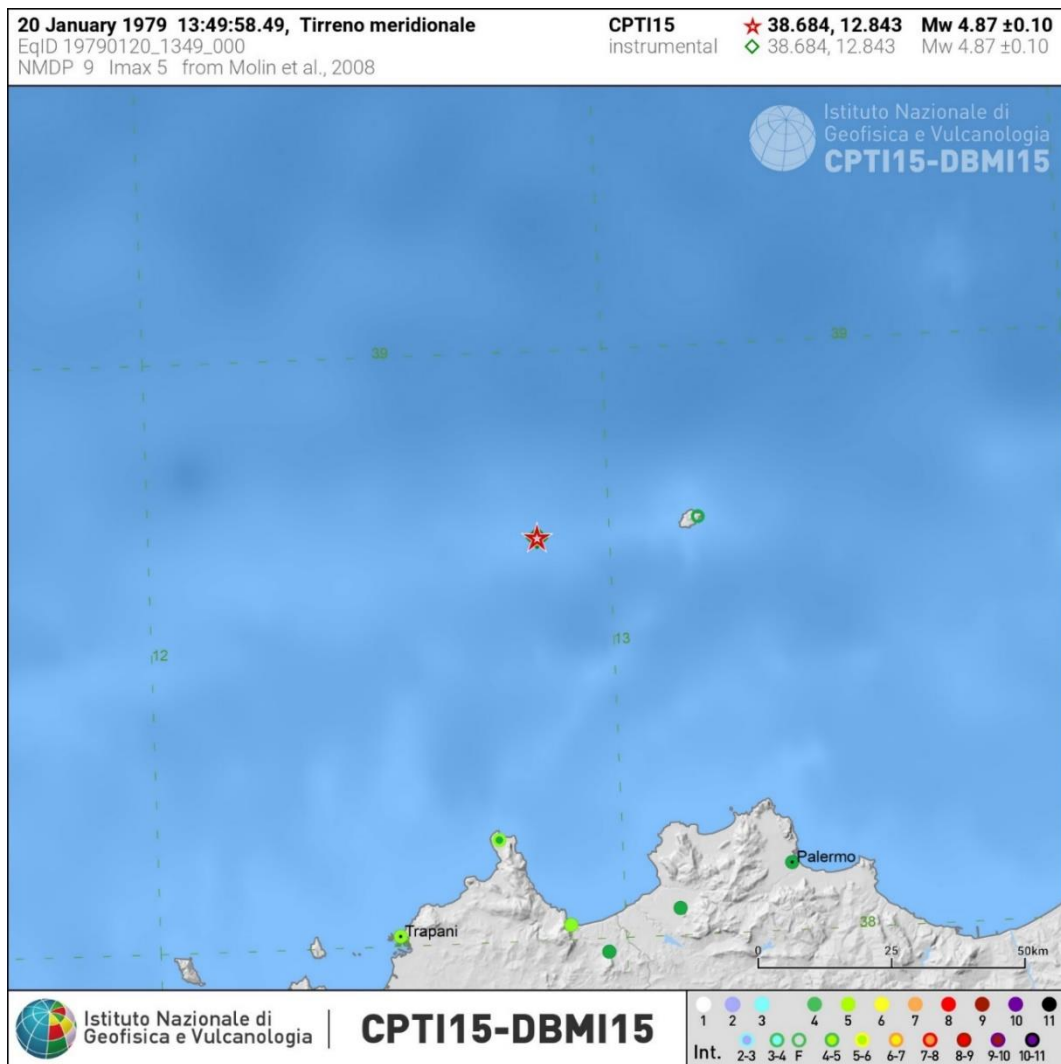 20 January 1979 13:49:58.49, Tirreno meridionale
EqID 19790120_1349_000
NMDP 9 Imax 5 from Molin et al., 2008
CPTI15 38.684, 12.843 Mw 4.87 ±0.10
instrumental 38.684, 12.843 Mw 4.87 ±0.10
Istituto Nazionale di
Geofisica e Vulcanologia
CPTI15-DBMI15
39
39
13
12
Palermo
Trapani
38
0 25 50km
Istituto Nazionale di
Geofisica e Vulcanologia
CPTI15-DBMI15
1 2 3 4 5 6 7 8 9 10 11
Int. 2-3 3-4 F 4-5 5-6 6-7 7-8 8-9 9-10 10-11